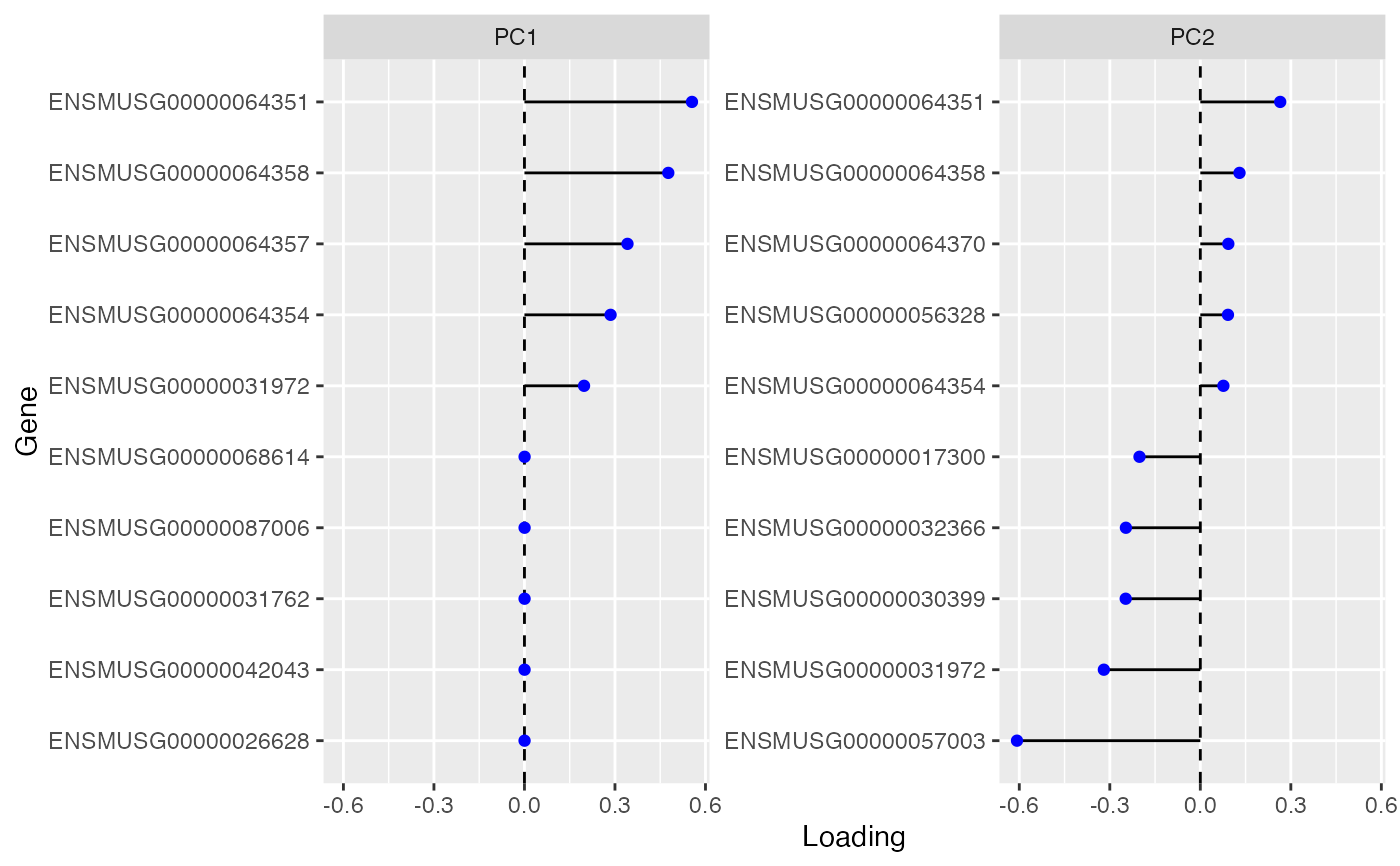 PC1
PC2
ENSMUSG00000064351
ENSMUSG00000064358
ENSMUSG00000064357
ENSMUSG00000064354
ENSMUSG00000031972
ENSMUSG00000068614
ENSMUSG00000087006
ENSMUSG00000031762
ENSMUSG00000042043
ENSMUSG00000026628
ENSMUSG00000064351
ENSMUSG00000064358
ENSMUSG00000064370
ENSMUSG00000056328
ENSMUSG00000064354
ENSMUSG00000017300
ENSMUSG00000032366
ENSMUSG00000030399
ENSMUSG00000031972
ENSMUSG00000057003
Gene
-0.6 -0.3 0.0 0.3 0.6
-0.6 -0.3 0.0 0.3 0.6
Loading